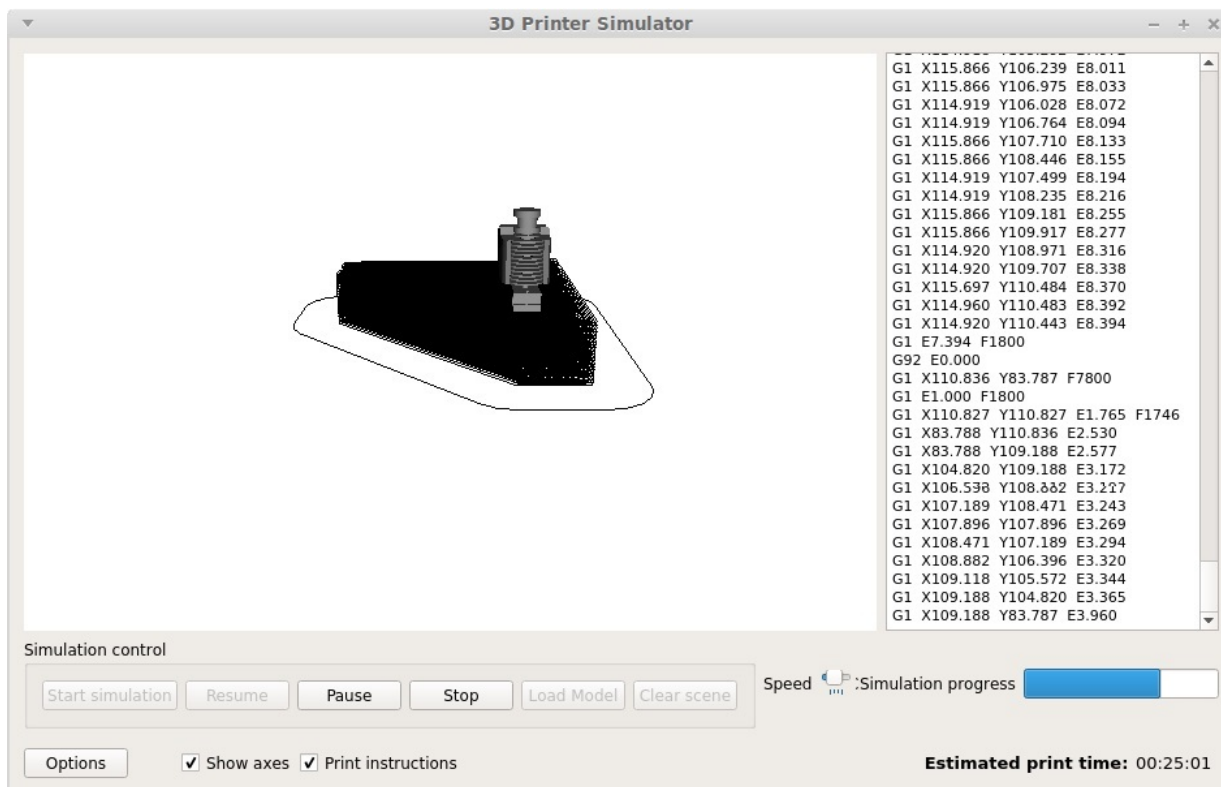 3D Printer Simulator
G1 X115.866 Y106.239 E8.011
G1 X115.866 Y106.975 E8.033
G1 X114.919 Y106.028 E8.072
G1 X114.919 Y106.764 E8.094
G1 X115.866 Y107.710 E8.133
G1 X115.866 Y108.446 E8.155
G1 X114.919 Y107.499 E8.194
G1 X114.919 Y108.235 E8.216
G1 X115.866 Y109.181 E8.255
G1 X115.866 Y109.917 E8.277
G1 X114.920 Y108.971 E8.316
G1 X114.920 Y109.707 E8.338
G1 X115.697 Y110.484 E8.370
G1 X114.960 Y110.483 E8.392
G1 X114.920 Y110.443 E8.394
G1 E7.394 F1800
G92 E0.000
G1 X110.836 Y83.787 F7800
G1 E1.000 F1800
G1 X110.827 Y110.827 E1.765 F1746
G1 X83.788 Y110.836 E2.530
G1 X83.788 Y109.188 E2.577
G1 X104.820 Y109.188 E3.172
G1
G1 X107.189 Y108.471 E3.243
G1 X107.896 Y107.896 E3.269
G1 X108.471 Y107.189 E3.294
G1 X108.882 Y106.396 E3.320
G1 X109.118 Y105.572 E3.344
G1 X109.188 Y104.820 E3.365
G1 X109.188 Y83.787 E3.960
Simulation control
Start simulation Resume Pause Stop Load Model Clear scene
Speed Simulation progress
Options Show axes Print instructions
Estimated print time: 00:25:01